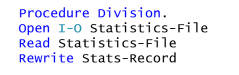 Procedure Division.
Open I-O Statistics-File
Read Statistics-File
Rewrite Stats-Record